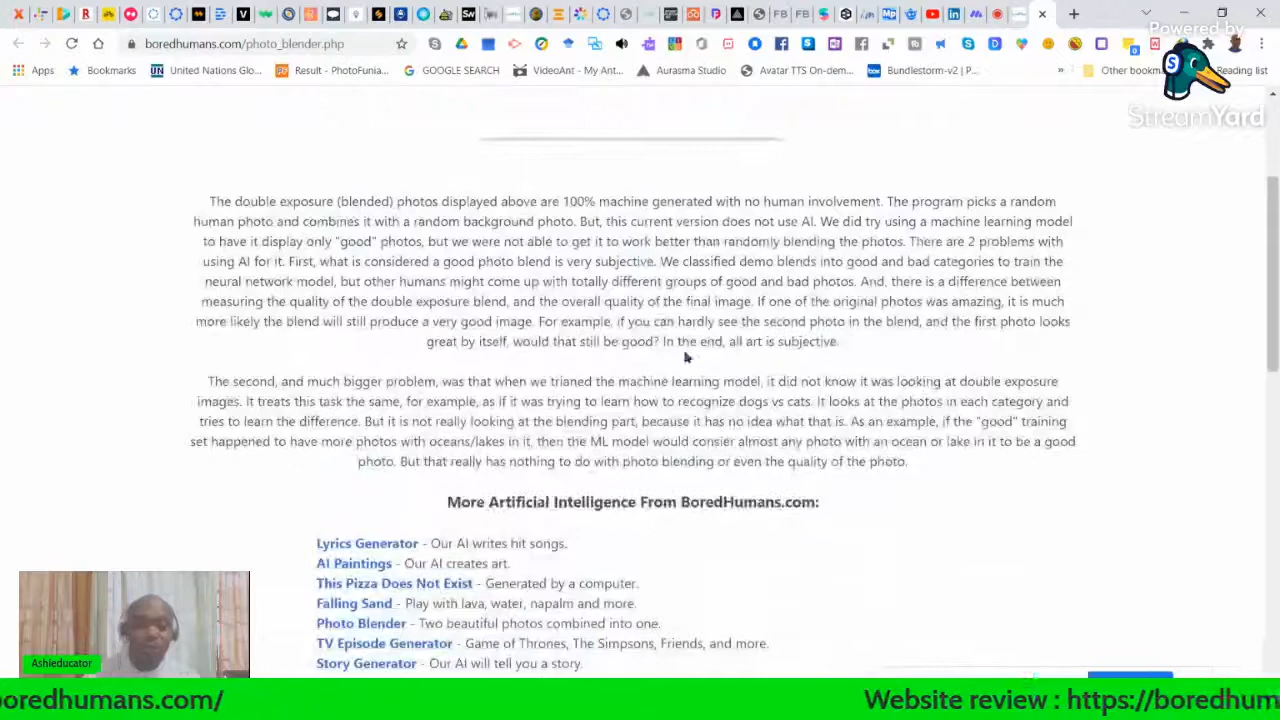 Powered by
StreamYard
boredhumans.com/photo_blender.php
Apps
Bookmarks
United Nations Glo...
Result - PhotoFunia...
GOOGLE SEARCH
VideoAnt - My Ant...
Aurasma Studio
Avatar TTS On-dem...
Bundlestorm-v2 | P...
»
Other bookm
Reading list
The double exposure (blended) photos displayed above are 100% machine generated with no human involvement. The program picks a random
human photo and combines it with a random background photo. But, this current version does not use AI. We did try using a machine learning model
to have it display only "good" photos, but we were not able to get it to work better than randomly blending the photos. There are 2 problems with
using AI for it. First, what is considered a good photo blend is very subjective. We classified demo blends into good and bad categories to train the
neural network model, but other humans might come up with totally different groups of good and bad photos. And, there is a difference between
measuring the quality of the double exposure blend, and the overall quality of the final image. If one of the original photos was amazing, it is much
more likely the blend will still produce a very good image. For example, if you can hardly see the second photo in the blend, and the first photo looks
great by itself, would that still be good? In the end, all art is subjective.
The second, and much bigger problem, was that when we trianed the machine learning model, it did not know it was looking at double exposure
images. It treats this task the same, for example, as if it was trying to learn how to recognize dogs vs cats. It looks at the photos in each category and
tries to learn the difference. But it is not really looking at the blending part, because it has no idea what that is. As an example, if the "good" training
set happened to have more photos with oceans/lakes in it, then the ML model would consier almost any photo with an ocean or lake in it to be a good
photo. But that really has nothing to do with photo blending or even the quality of the photo.
More Artificial Intelligence From BoredHumans.com:
Lyrics Generator - Our AI writes hit songs.
AI Paintings - Our AI creates art.
This Pizza Does Not Exist - Generated by a computer.
Falling Sand - Play with lava, water, napalm and more.
Photo Blender - Two beautiful photos combined into one.
TV Episode Generator - Game of Thrones, The Simpsons, Friends, and more.
Story Generator - Our AI will tell you a story.
Ashieducator
boredhumans.com/
Website review : https://boredhum